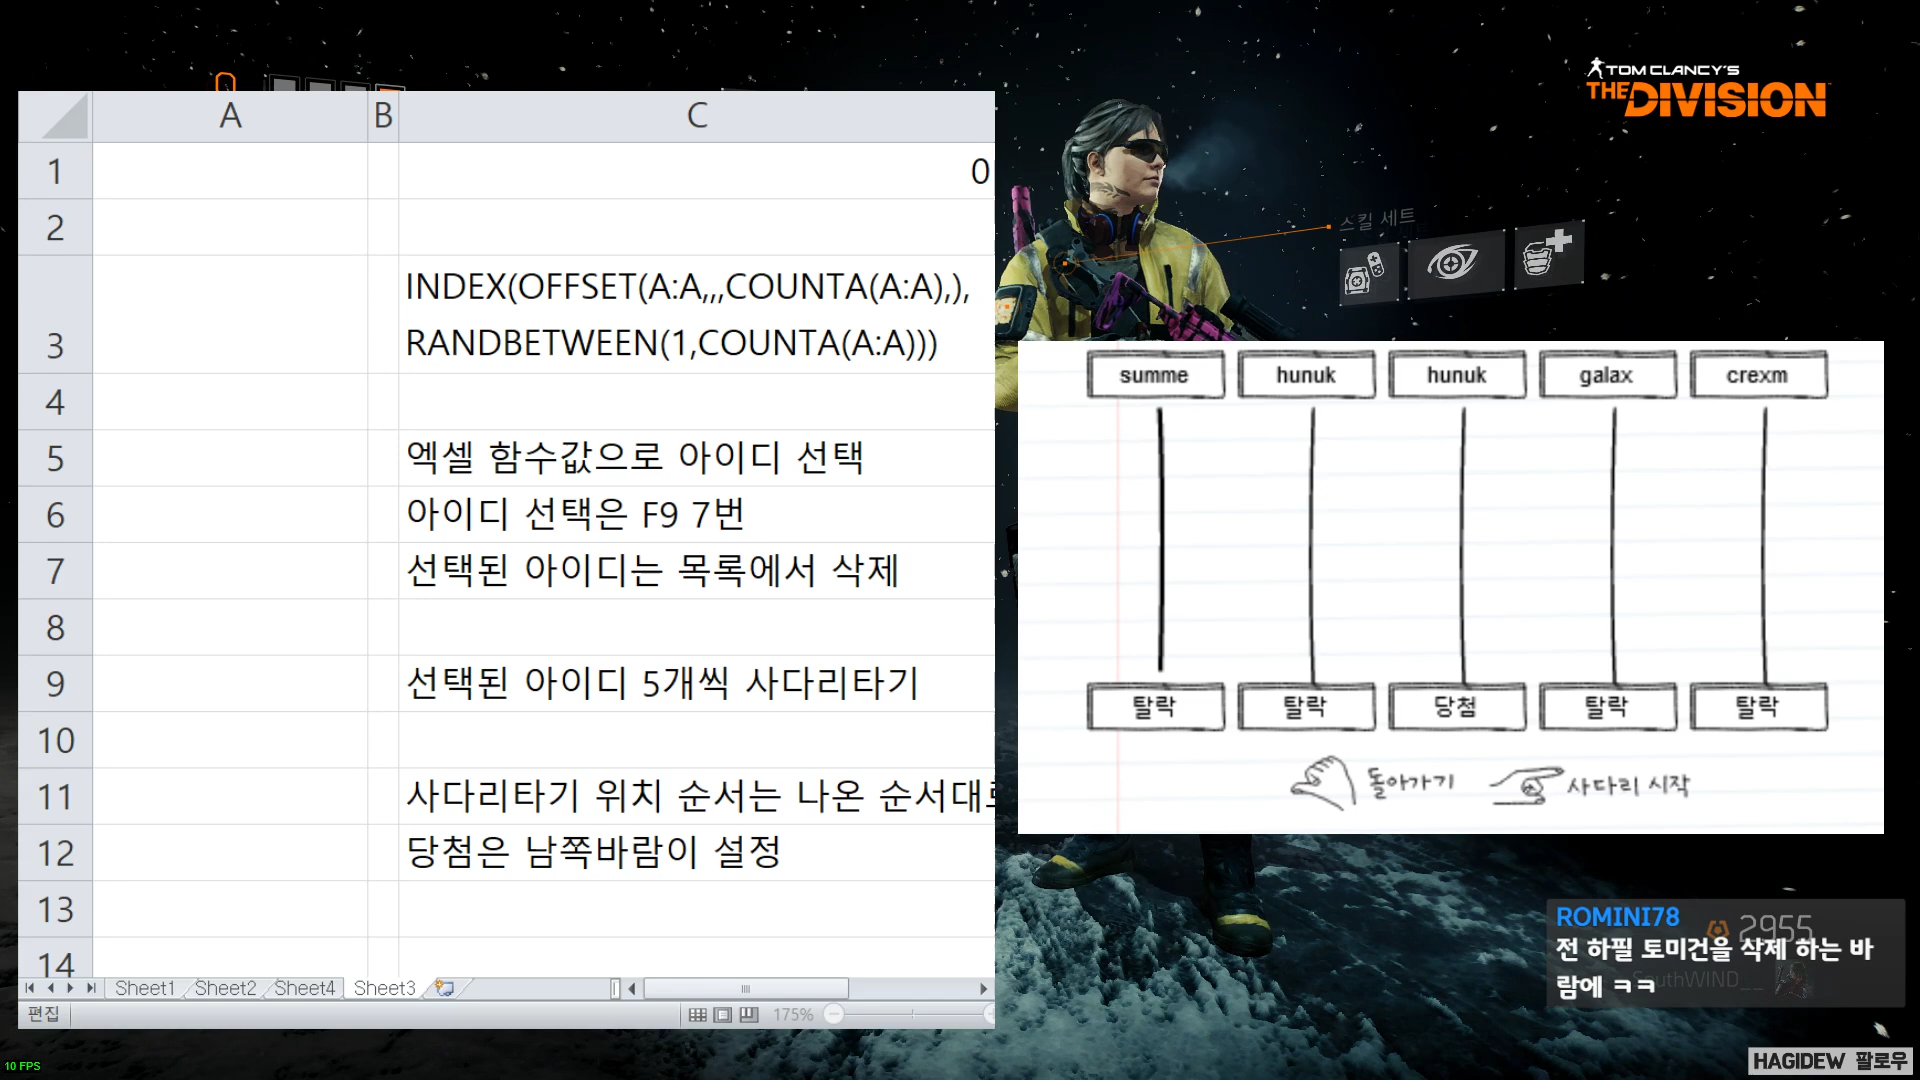 TOM CLANCY'S
THE DIVISION
A
B
C
1
0
2
INDEX(OFFSET(A:A,,,COUNTA(A:A),),
3
RANDBETWEEN(1,COUNTA(A:A)))
4
5
엑셀 함수값으로 아이디 선택
6
아이디 선택은 F9 7번
7
선택된 아이디는 목록에서 삭제
8
9
선택된 아이디 5개씩 사다리타기
10
11
사다리타기 위치 순서는 나온 순서대로
12
당첨은 남쪽바람이 설정
13
14
Sheet1
Sheet2
Sheet4
Sheet3
편집
175%
스킬 세트
summe
hunuk
hunuk
galax
crexm
탈락
탈락
당첨
탈락
탈락
돌아가기
사다리 시작
ROMINI78
2955
전 하필 토미건을 삭제 하는 바
람에 ㅋㅋ
SouthWIND__
10 FPS
HAGIDEW 팔로우